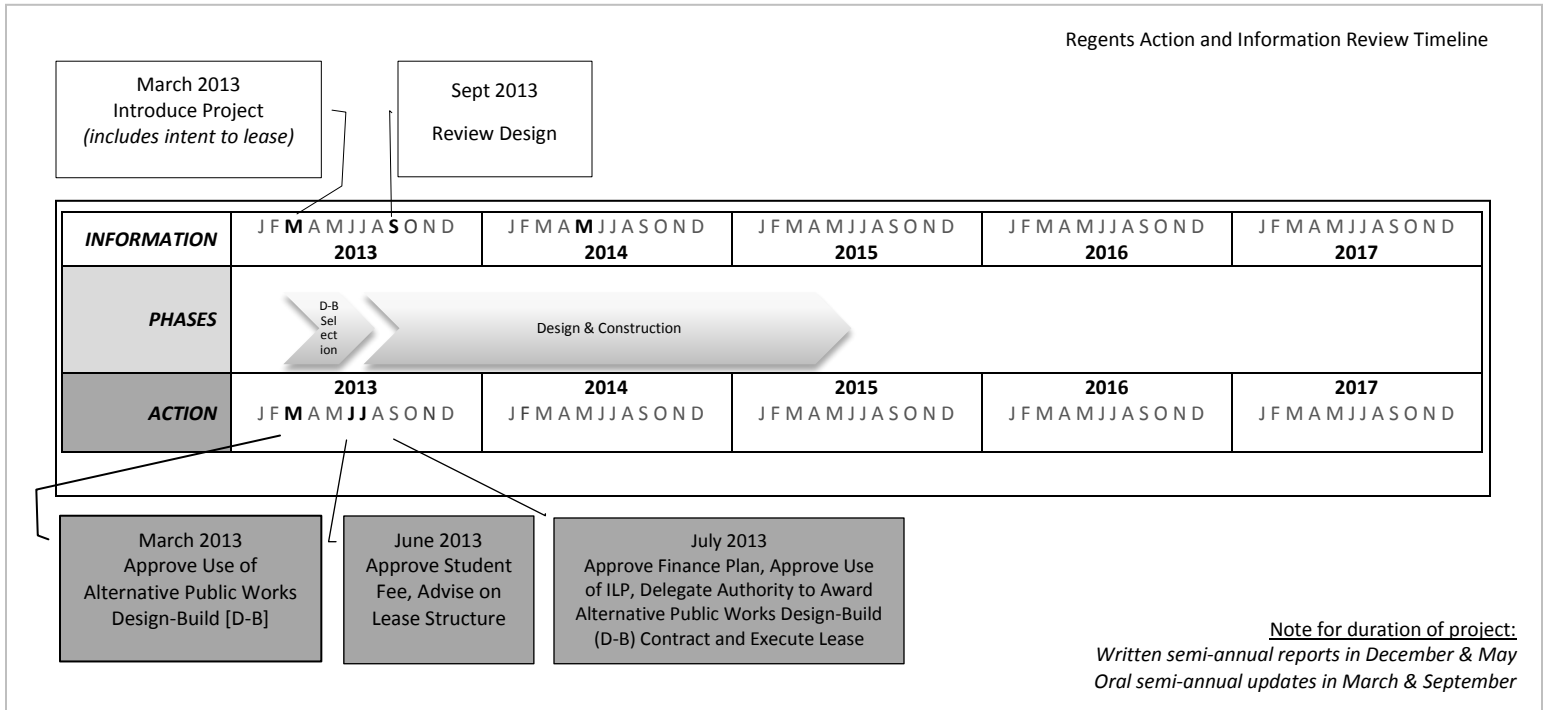 Regents Action and Information Review Timeline
March 2013
Introduce Project
(includes intent to lease)
Sept 2013
Review Design
INFORMATION
J F M A M J J A S O N D
2013
J F M A M J J A S O N D
2014
J F M A M J J A S O N D
2015
J F M A M J J A S O N D
2016
J F M A M J J A S O N D
2017
PHASES
D-B
Sel
ect
ion
Design & Construction
ACTION
2013
J F M A M J J A S O N D
2014
J F M A M J J A S O N D
2015
J F M A M J J A S O N D
2016
J F M A M J J A S O N D
2017
J F M A M J J A S O N D
March 2013
Approve Use of
Alternative Public Works
Design-Build [D-B]
June 2013
Approve Student
Fee, Advise on
Lease Structure
July 2013
Approve Finance Plan, Approve Use
of ILP, Delegate Authority to Award
Alternative Public Works Design-Build
(D-B) Contract and Execute Lease
Note for duration of project:
Written semi-annual reports in December & May
Oral semi-annual updates in March & September